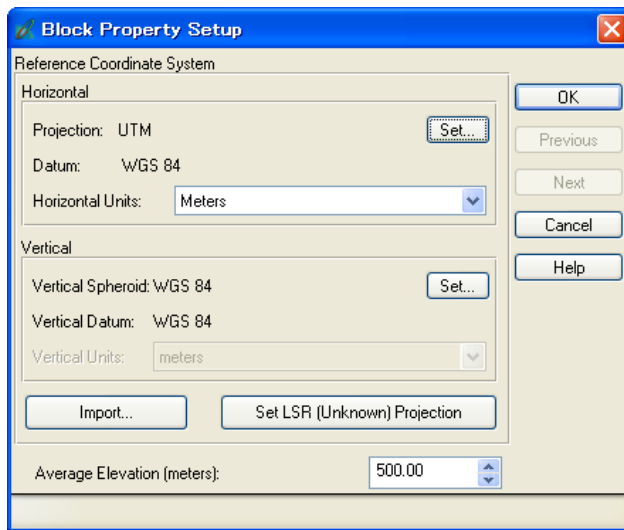 Block Property Setup
Reference Coordinate System
Horizontal
Projection: UTM
Set...
Datum: WGS 84
Horizontal Units: Meters
Vertical
Vertical Spheroid: WGS 84
Set...
Vertical Datum: WGS 84
Vertical Units: meters
Import...
Set LSR (Unknown) Projection
Average Elevation (meters): 500.00
OK
Previous
Next
Cancel
Help